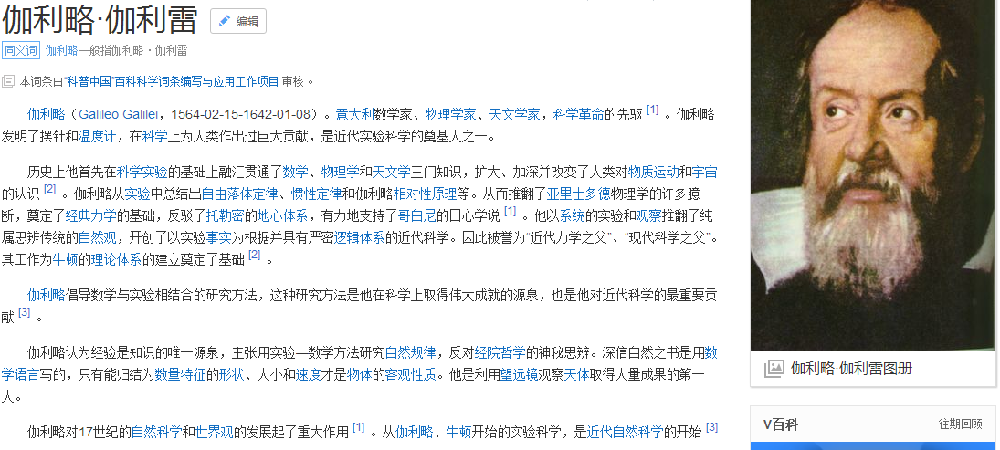 伽利略·伽利雷 编辑
同义词 伽利略一般指伽利略·伽利雷
本词条由“科普中国”百科科学词条编写与应用工作项目 审核 。
伽利略（Galileo Galilei，1564-02-15-1642-01-08）。意大利数学家、物理学家、天文学家，科学革命的先驱 [1] 。伽利略
发明了摆针和温度计，在科学上为人类作出过巨大贡献，是近代实验科学的奠基人之一。
历史上他首先在科学实验的基础上融汇贯通了数学、物理学和天文学三门知识，扩大、加深并改变了人类对物质运动和宇宙
的认识 [2] 。伽利略从实验中总结出自由落体定律、惯性定律和伽利略相对性原理等。从而推翻了亚里士多德物理学的许多臆
断，奠定了经典力学的基础，反驳了托勒密的地心体系，有力地支持了哥白尼的日心学说 [1] 。他以系统的实验和观察推翻了纯
属思辨传统的自然观，开创了以实验事实为根据并具有严密逻辑体系的近代科学。因此被誉为“近代力学之父”、“现代科学之父”。
其工作为牛顿的理论体系的建立奠定了基础 [2] 。
伽利略倡导数学与实验相结合的研究方法，这种研究方法是他在科学上取得伟大成就的源泉，也是他对近代科学的最重要贡
献 [3] 。
伽利略认为经验是知识的唯一源泉，主张用实验—数学方法研究自然规律，反对经院哲学的神秘思辨。深信自然之书是用数
学语言写的，只有能归结为数量特征的形状、大小和速度才是物体的客观性质。他是利用望远镜观察天体取得大量成果的第一
人。
伽利略对17世纪的自然科学和世界观的发展起了重大作用 [1] 。从伽利略、牛顿开始的实验科学，是近代自然科学的开始 [3]
伽利略·伽利雷图册
V百科 往期回顾